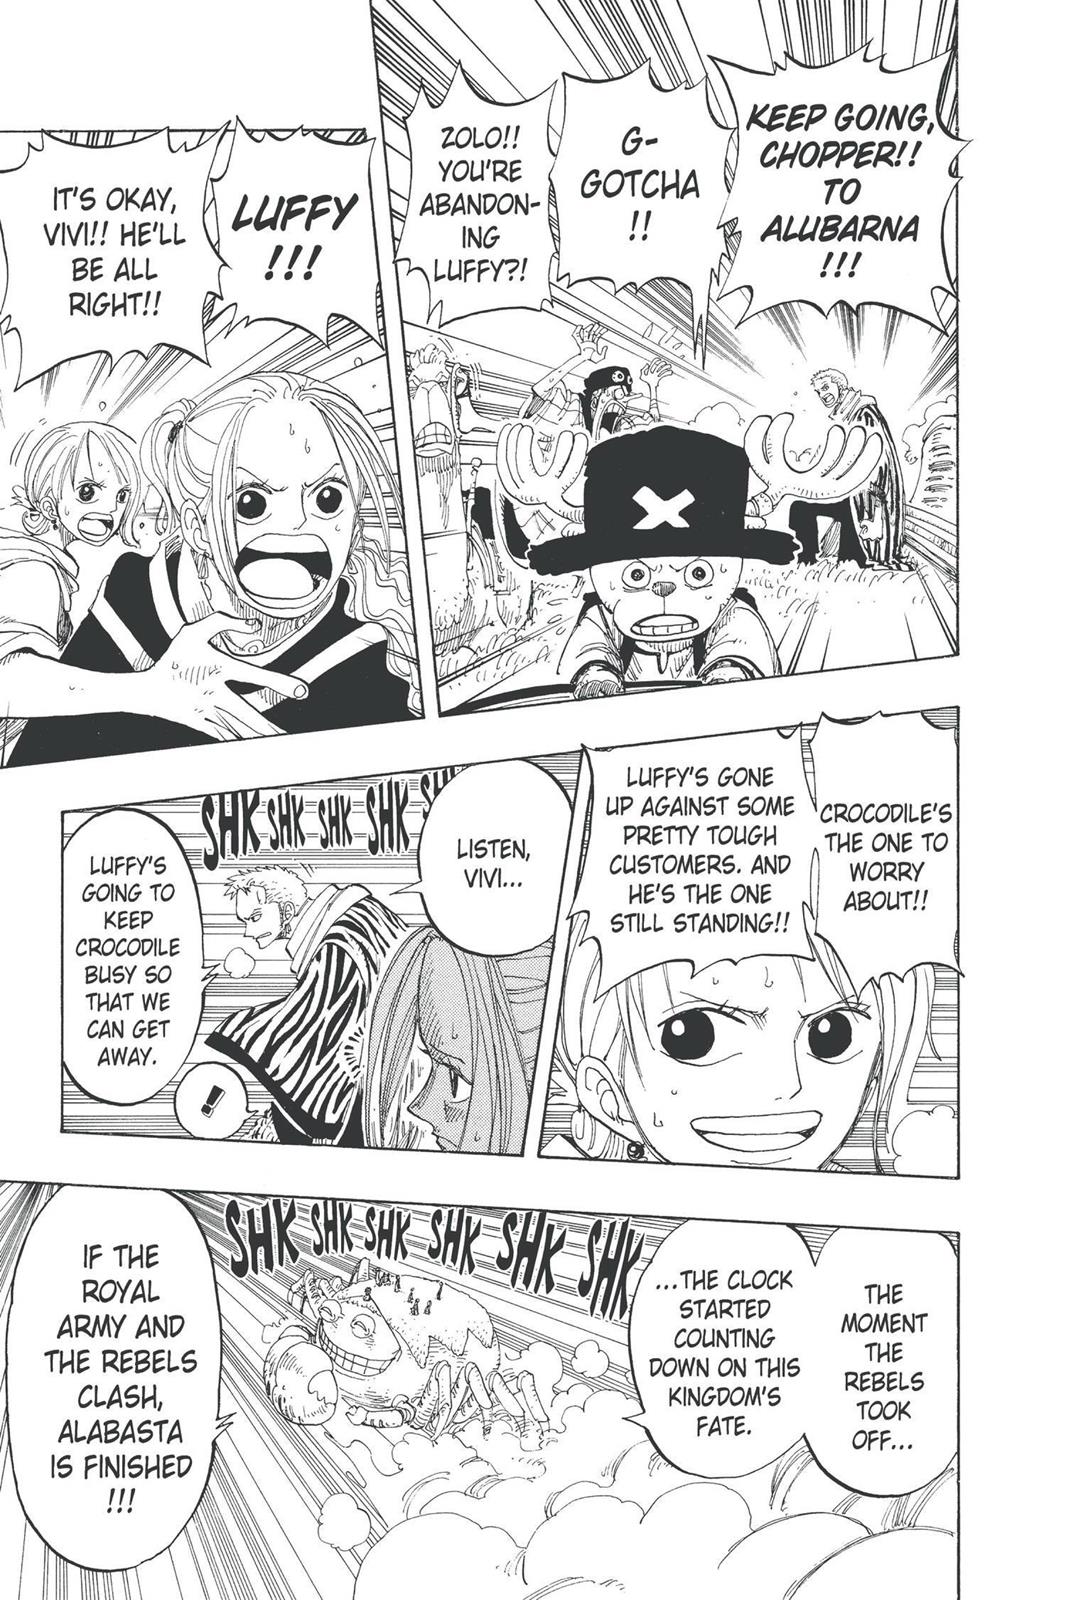 KEEP GOING,
CHOPPER!!
TO
ALUBARNA
!!!
G-
GOTCHA
!!
ZOLO!!
YOU'RE
ABANDON-
ING
LUFFY?!
LUFFY
!!!
IT'S OKAY,
VIVI!! HE'LL
BE ALL
RIGHT!!
CROCODILE'S
THE ONE TO
WORRY
ABOUT!!
LUFFY'S GONE
UP AGAINST SOME
PRETTY TOUGH
CUSTOMERS. AND
HE'S THE ONE
STILL STANDING!!
SHK SHK SHK SHK SHK
LISTEN,
VIVI...
LUFFY'S
GOING TO
KEEP
CROCODILE
BUSY SO
THAT WE
CAN GET
AWAY.
!!
THE
MOMENT
THE
REBELS
TOOK
OFF...
...THE CLOCK
STARTED
COUNTING
DOWN ON THIS
KINGDOM'S
FATE.
SHK SHK SHK SHK SHK SHK
IF THE
ROYAL
ARMY AND
THE REBELS
CLASH,
ALABASTA
IS FINISHED
!!!